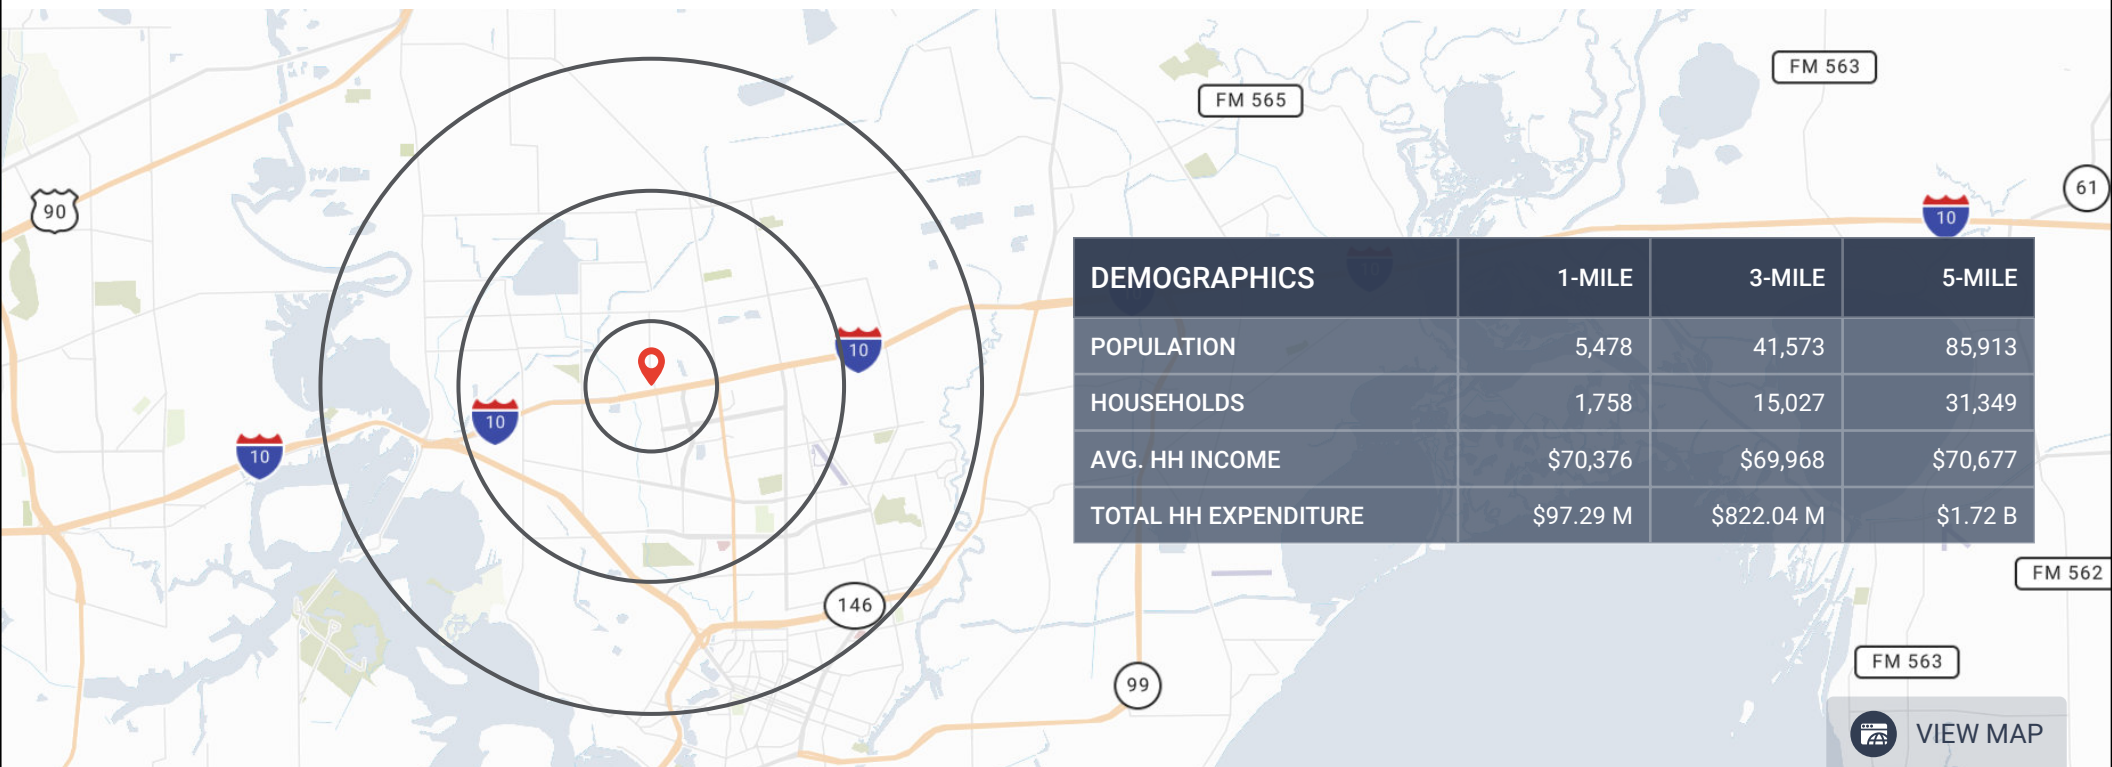 FM 563
FM 565
61
90
10
DEMOGRAPHICS 1-MILE 3-MILE 5-MILE
10
POPULATION 5,478 41,573 85,913
10
HOUSEHOLDS 1,758 15,027 31,349
10
AVG. HH INCOME $70,376 $69,968 $70,677
10
TOTAL HH EXPENDITURE $97.29 M $822.04 M $1.72 B
FM 562
146
FM 563
99
VIEW MAP